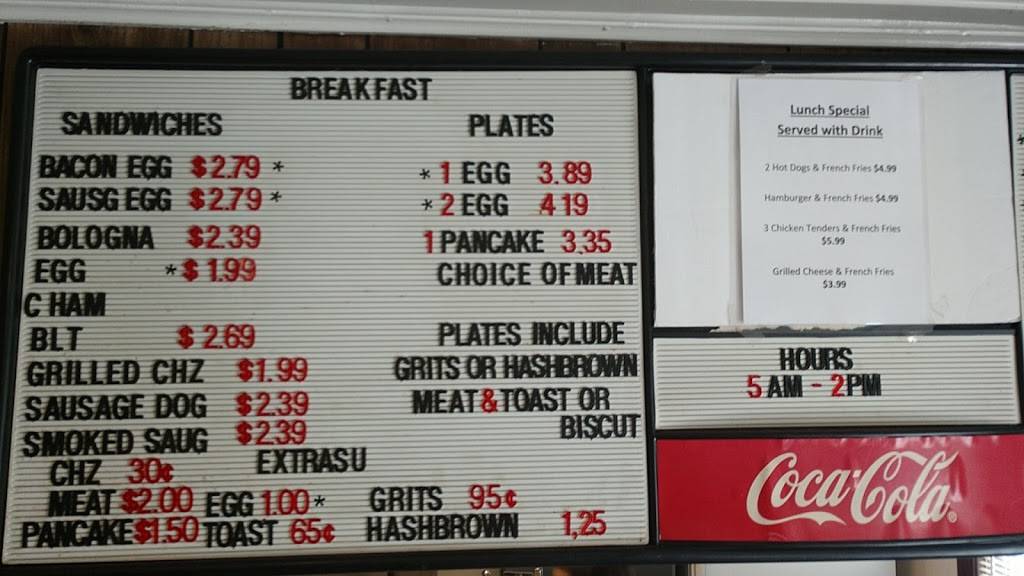 BREAKFAST
SANDWICHES
BACON EGG $2.79 *
SAUSG EGG $2.79 *
BOLOGNA $2.39
EGG * $1.99
C HAM
BLT $2.69
GRILLED CHZ $1.99
SAUSAGE DOG $2.39
SMOKED SAUG $2.39
PLATES
* 1 EGG 3.89
* 2 EGG 4 19
1 PANCAKE 3.35
CHOICE OF MEAT
PLATES INCLUDE
GRITS OR HASHBROWN
MEAT & TOAST OR
BISCUT
EXTRASU
CHZ 30¢
MEAT $2.00 EGG 1.00 * GRITS 95¢
PANCAKE $1.50 TOAST 65¢ HASHBROWN 1,25
Lunch Special
Served with Drink
2 Hot Dogs & French Fries $4.99
Hamburger & French Fries $4.99
3 Chicken Tenders & French Fries
$5.99
Grilled Cheese & French Fries
$3.99
HOURS
5 AM - 2 PM
Coca-Cola®